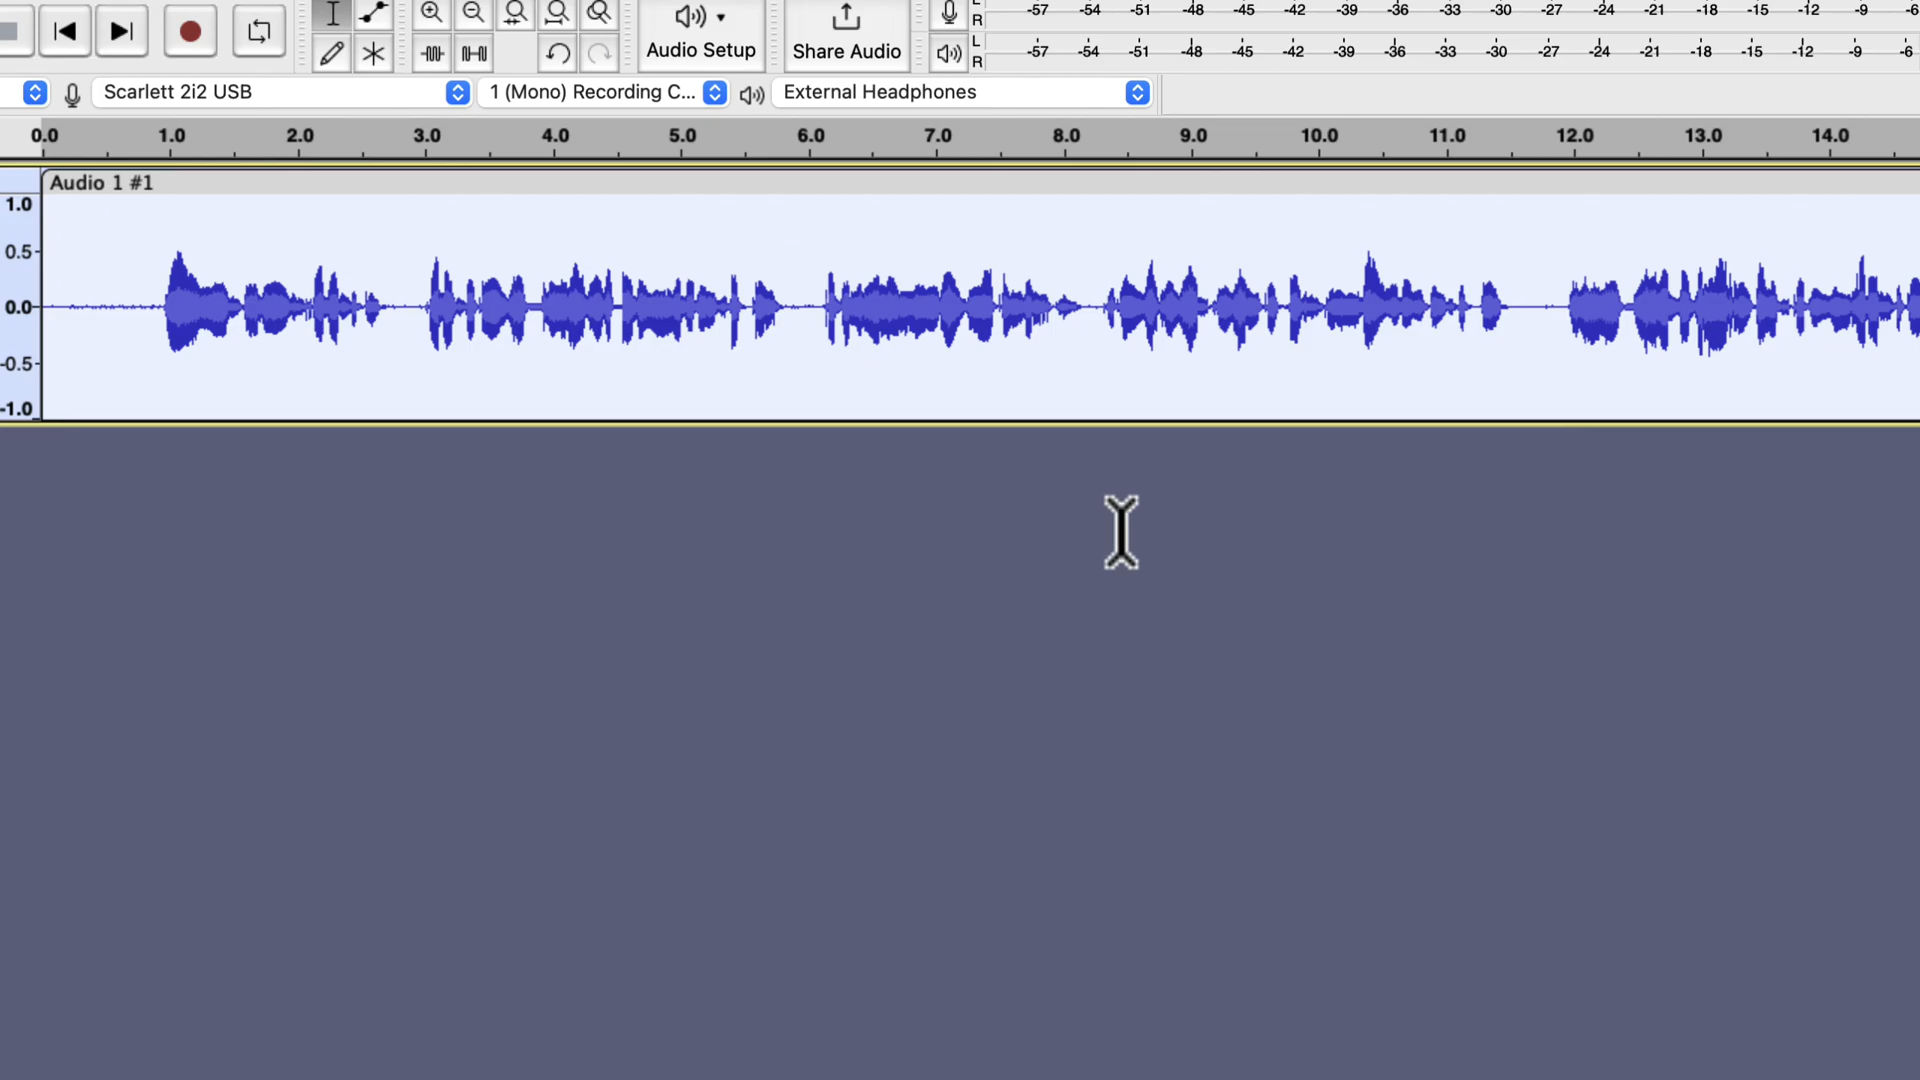 -57 -54 -51 -48 -45 -42 -39 -36 -33 -30 -27 -24 -21 -18 -15 -12 -9 -6
R
Audio Setup
Share Audio
L
R
-57 -54 -51 -48 -45 -42 -39 -36 -33 -30 -27 -24 -21 -18 -15 -12 -9 -6
Scarlett 2i2 USB
1 (Mono) Recording C...
External Headphones
0.0 1.0 2.0 3.0 4.0 5.0 6.0 7.0 8.0 9.0 10.0 11.0 12.0 13.0 14.0
Audio 1 #1
1.0
0.5
0.0
-0.5
-1.0